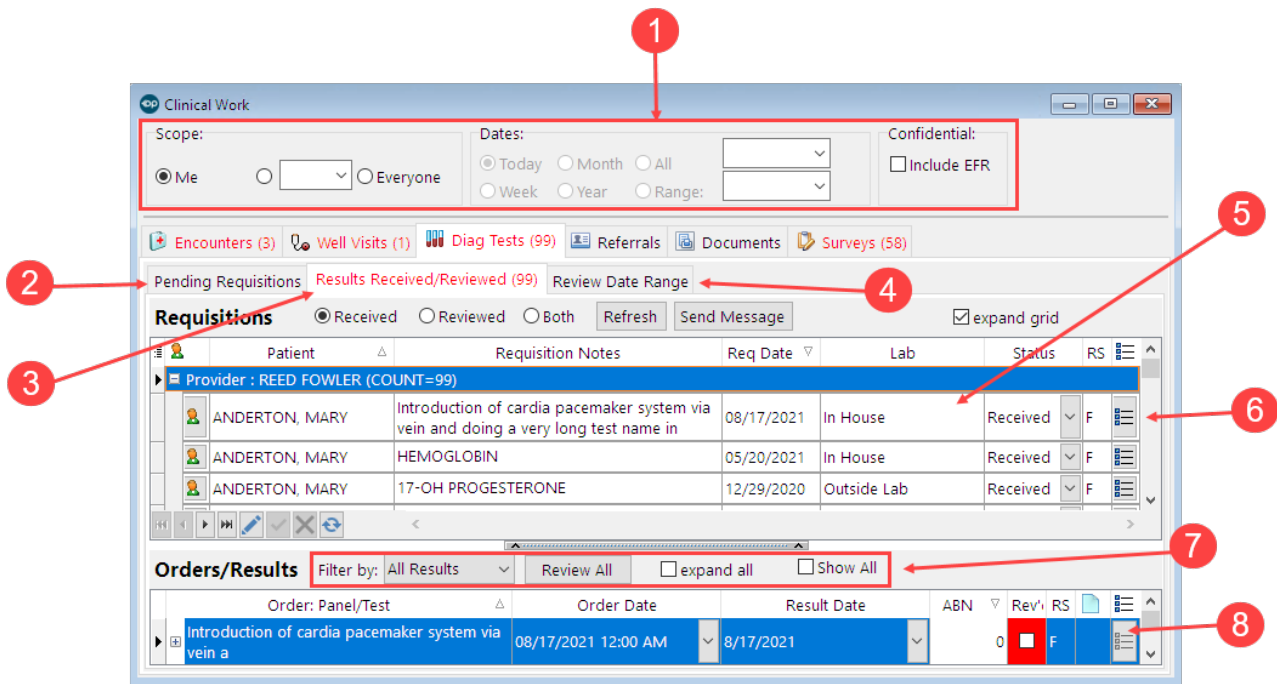 1
Clinical Work
Scope:
Dates:
Confidential:
Me
Everyone
Today Month All
Week Year Range:
Include EFR
5
Encounters (3) Well Visits (1) Diag Tests (99) Referrals Documents Surveys (58)
2
Pending Requisitions Results Received/Reviewed (99) Review Date Range
4
Requisitions Received Reviewed Both Refresh Send Message expand grid
3
Patient Requisition Notes Req Date Lab Status RS
Provider : REED FOWLER (COUNT=99)
ANDERTON, MARY Introduction of cardia pacemaker system via
vein and doing a very long test name in 08/17/2021 In House Received F
6
ANDERTON, MARY HEMOGLOBIN 05/20/2021 In House Received F
ANDERTON, MARY 17-OH PROGESTERONE 12/29/2020 Outside Lab Received F
7
Orders/Results Filter by: All Results Review All expand all Show All
Order: Panel/Test Order Date Result Date ABN Rev'd RS
Introduction of cardia pacemaker system via
vein a 08/17/2021 12:00 AM 8/17/2021 0 F
8